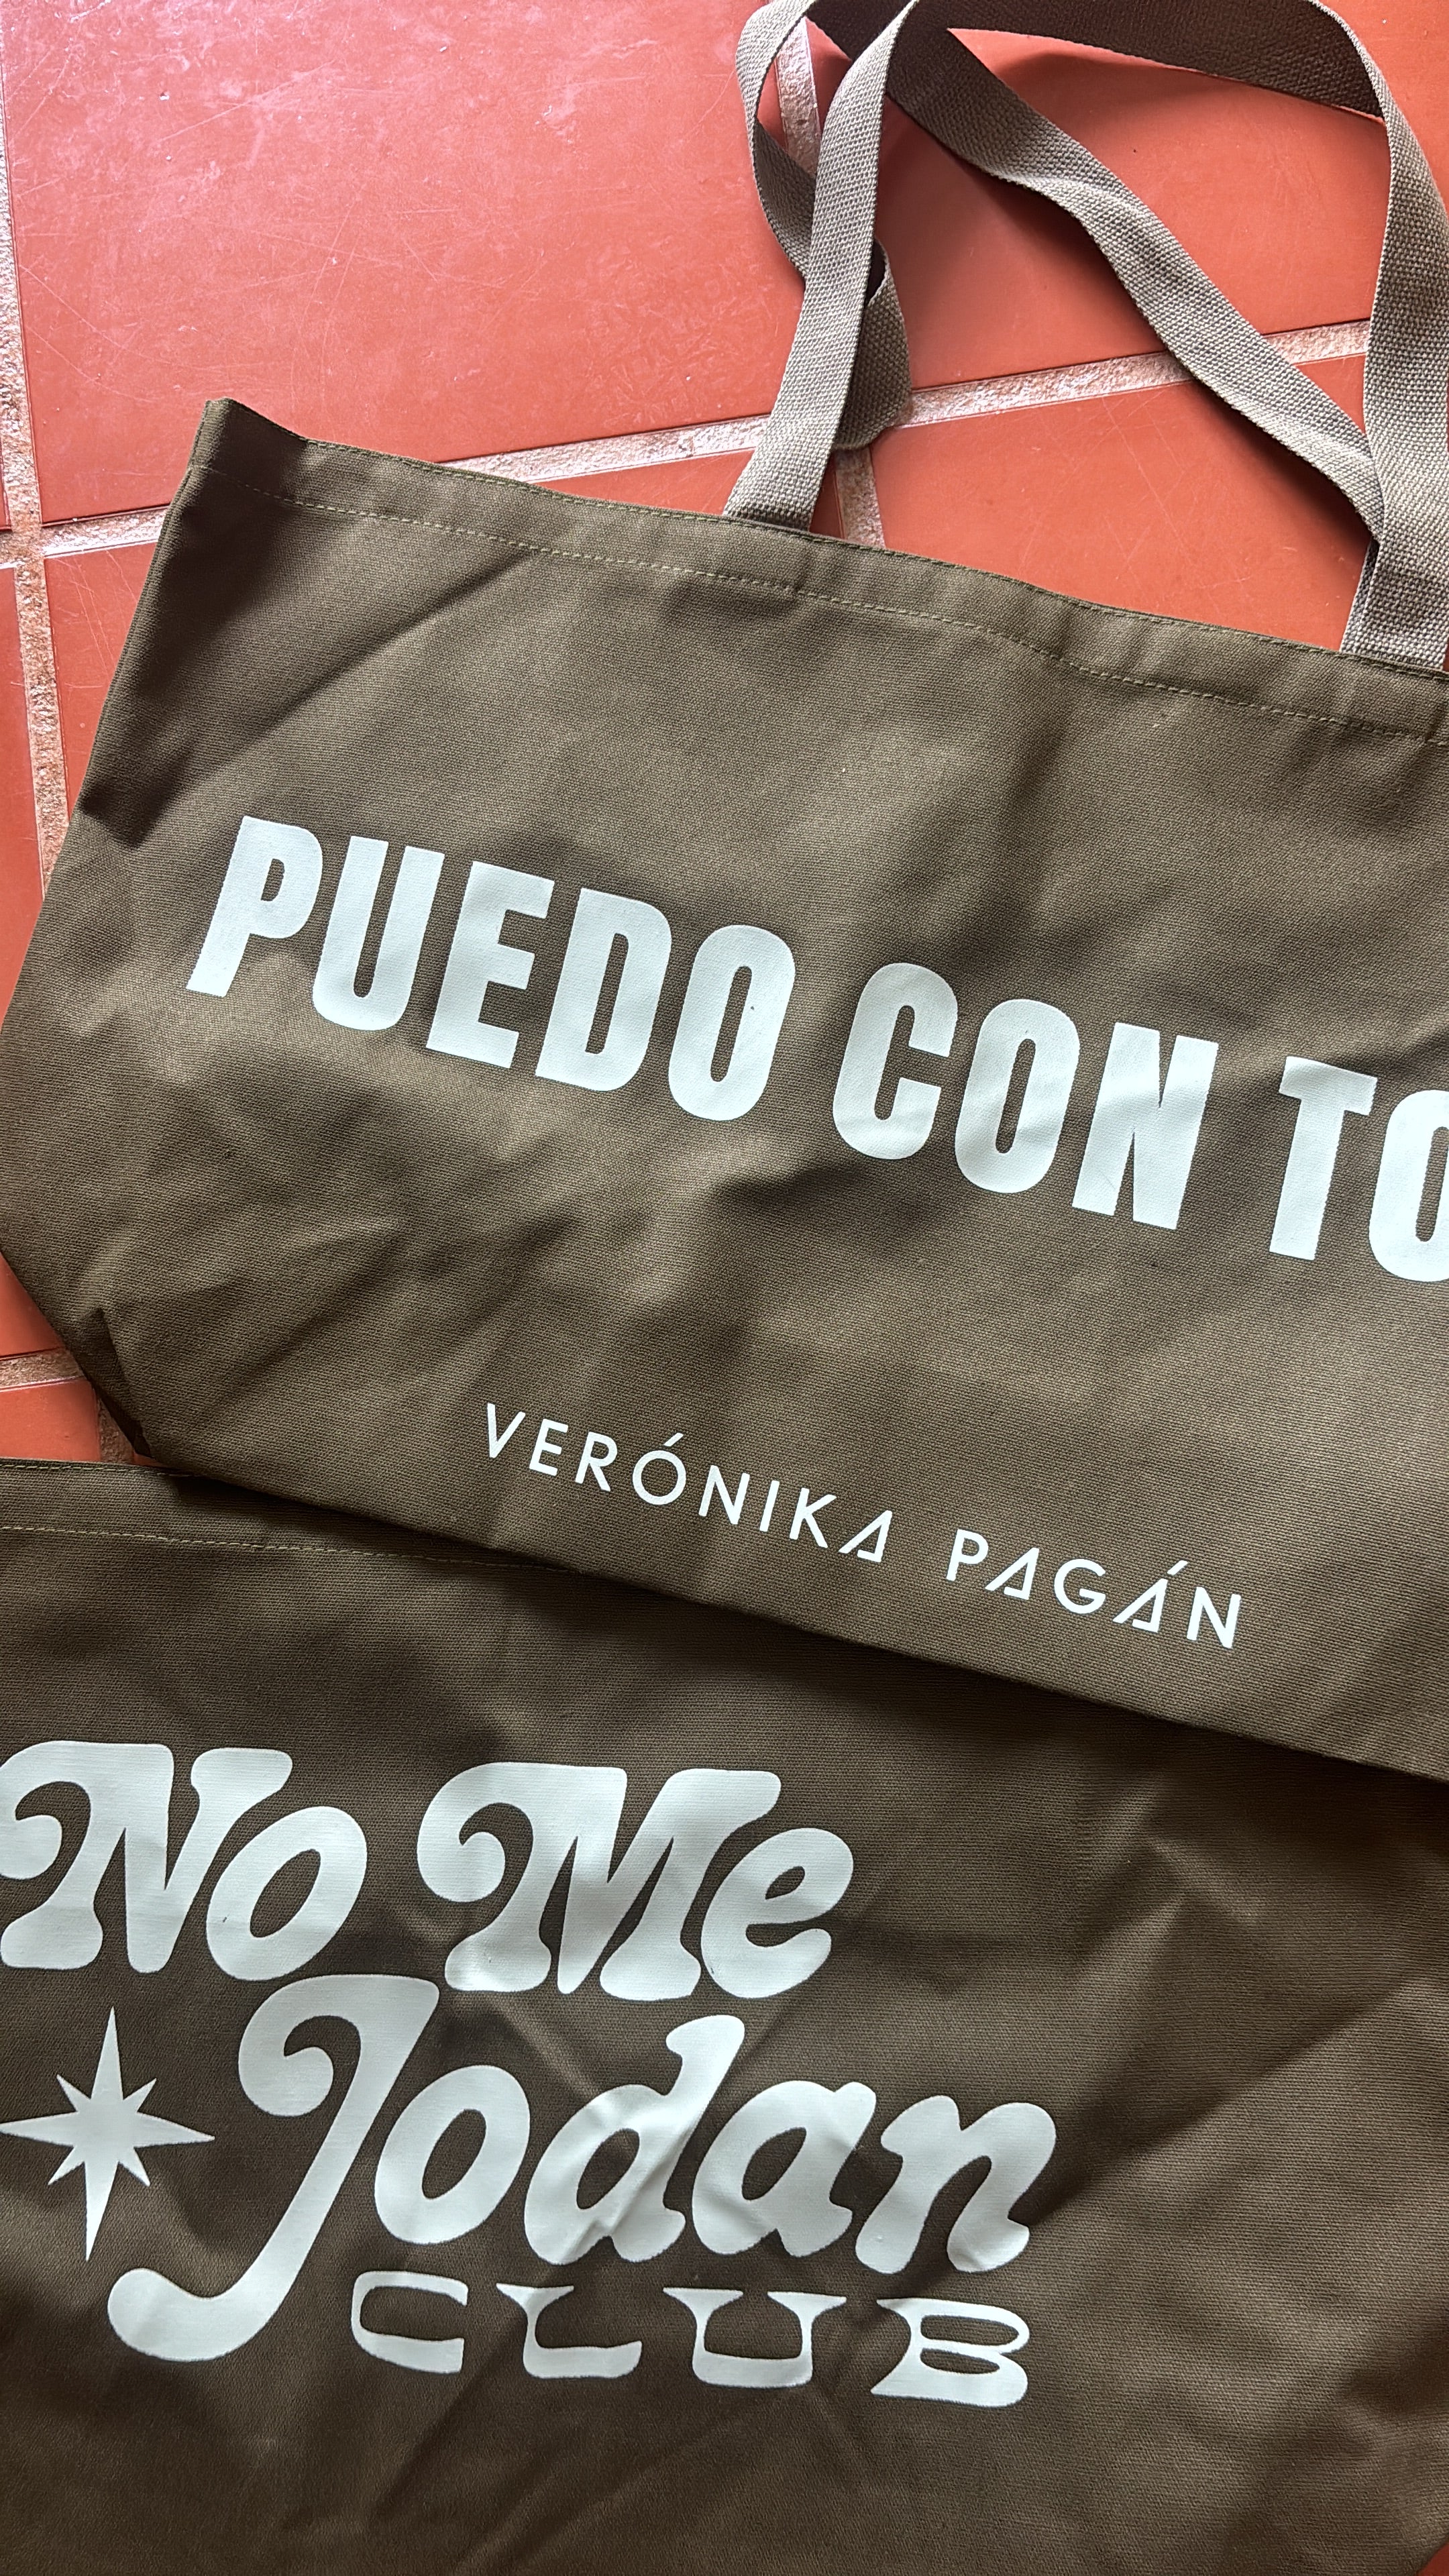 PUEDO CON TO
VERÓNIKA PAGÁN
No Me
Jodan
CLUB